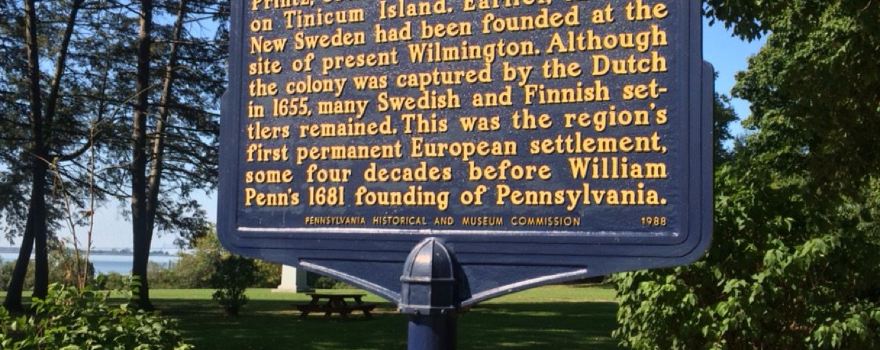 Printz,
on Tinicum Island. Earlier,
New Sweden had been founded at the
site of present Wilmington. Although
the colony was captured by the Dutch
in 1655, many Swedish and Finnish set-
tlers remained. This was the region's
first permanent European settlement,
some four decades before William
Penn's 1681 founding of Pennsylvania.
PENNSYLVANIA HISTORICAL AND MUSEUM COMMISSION 1988